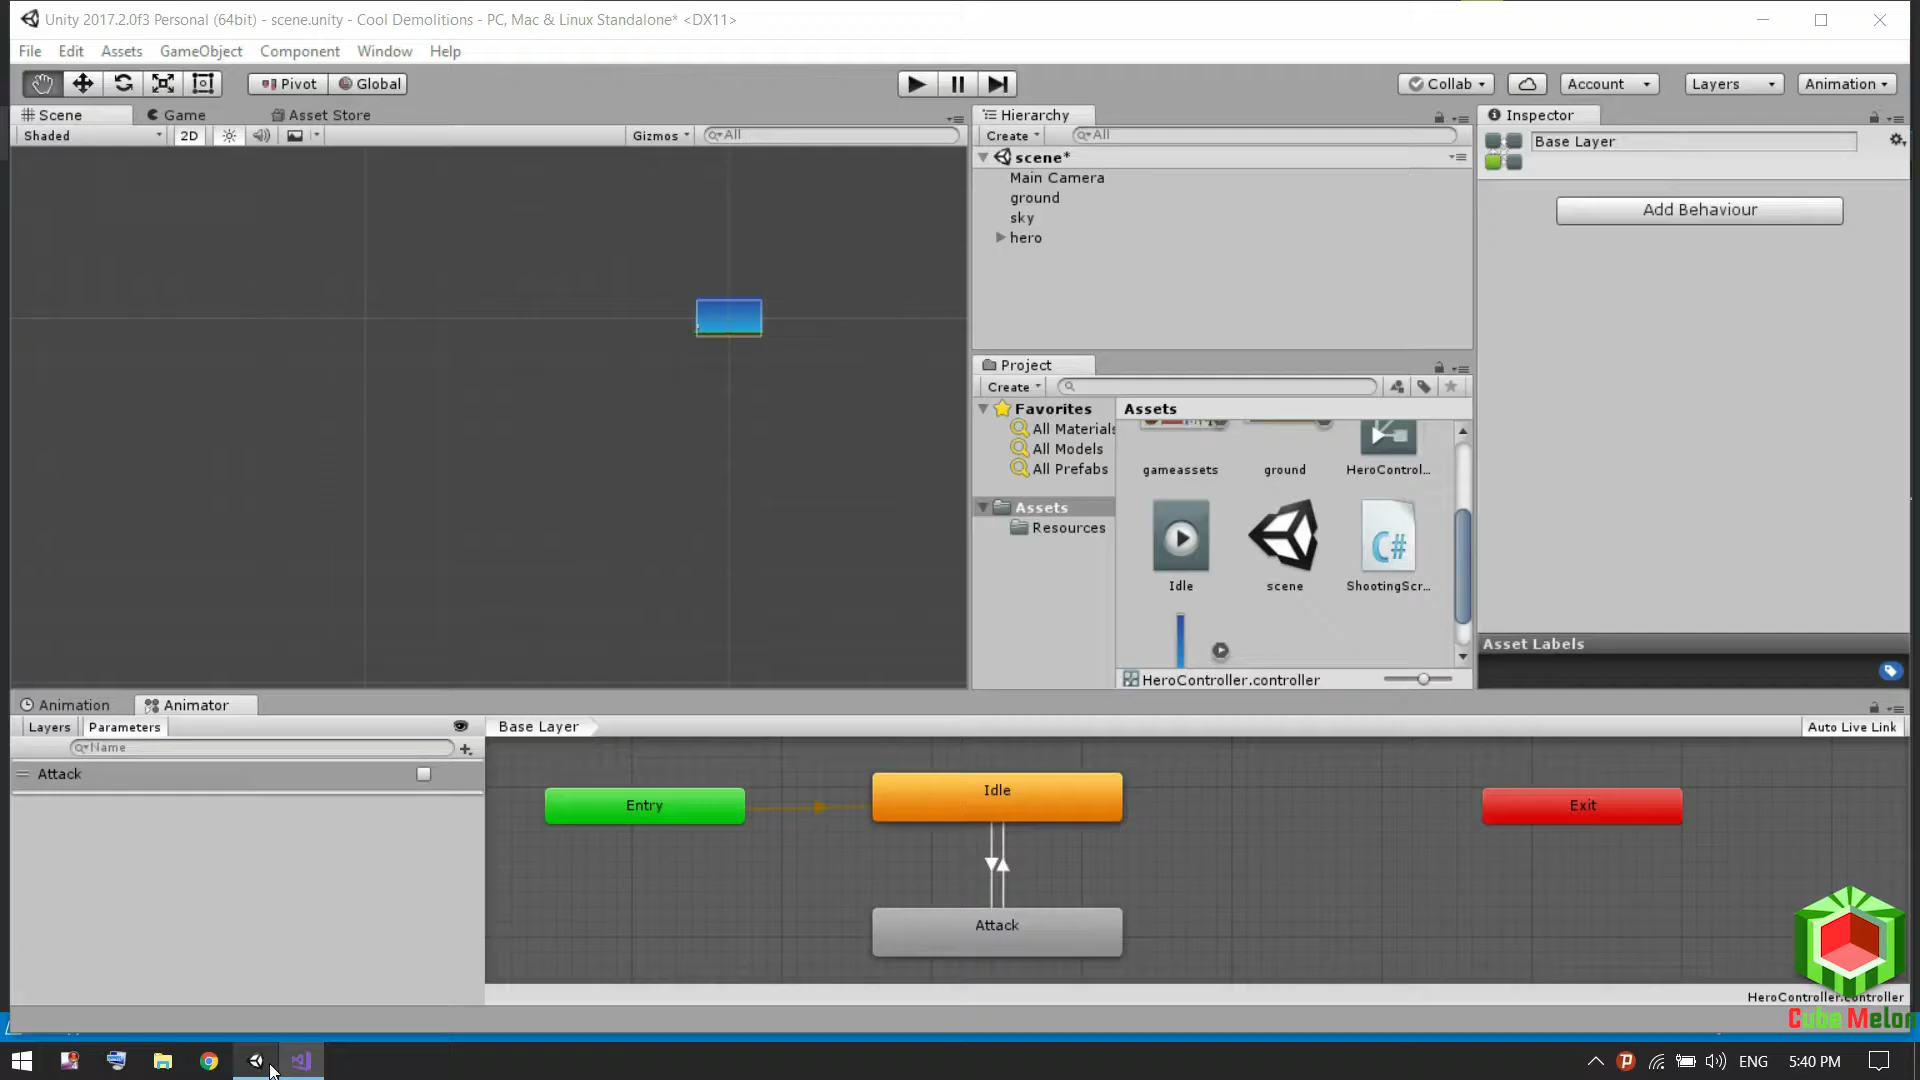 Unity 2017.2.0f3 Personal (64bit) - scene.unity - Cool Demolitions - PC, Mac & Linux Standalone* <DX11>
File Edit Assets GameObject Component Window Help
Pivot Global Collab Account Layers Animation
Scene Game Asset Store
Shaded 2D Gizmos All
Hierarchy
Create All
scene*
Main Camera
ground
sky
hero
Inspector
Base Layer
Add Behaviour
Project
Create
Favorites
All Materials
All Models
All Prefabs
Assets
Resources
Assets
gameassets ground HeroControl...
C#
Idle scene ShootingScr...
HeroController.controller
Asset Labels
Animation Animator
Layers Parameters
Name
Attack
Base Layer
Auto Live Link
Entry
Idle
Exit
Attack
HeroController.controller
Cube Melon
ENG 5:40 PM